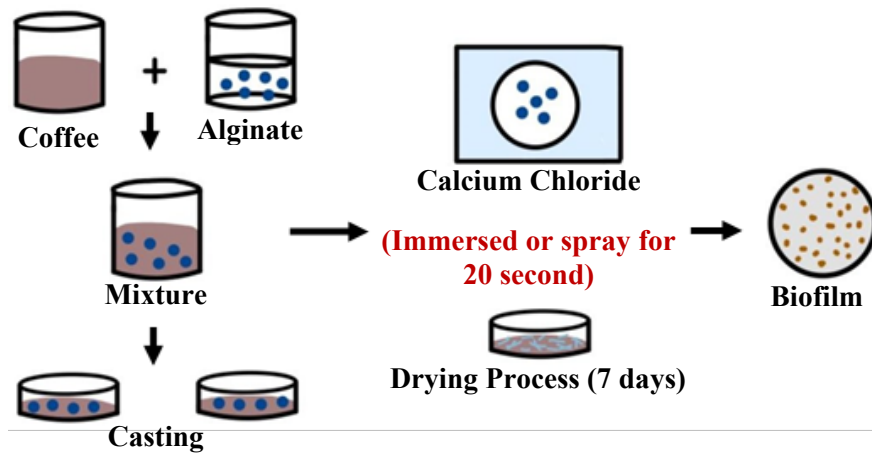 +
Coffee
Alginate
Mixture
Casting
Calcium Chloride
(Immersed or spray for
20 second)
Drying Process (7 days)
Biofilm